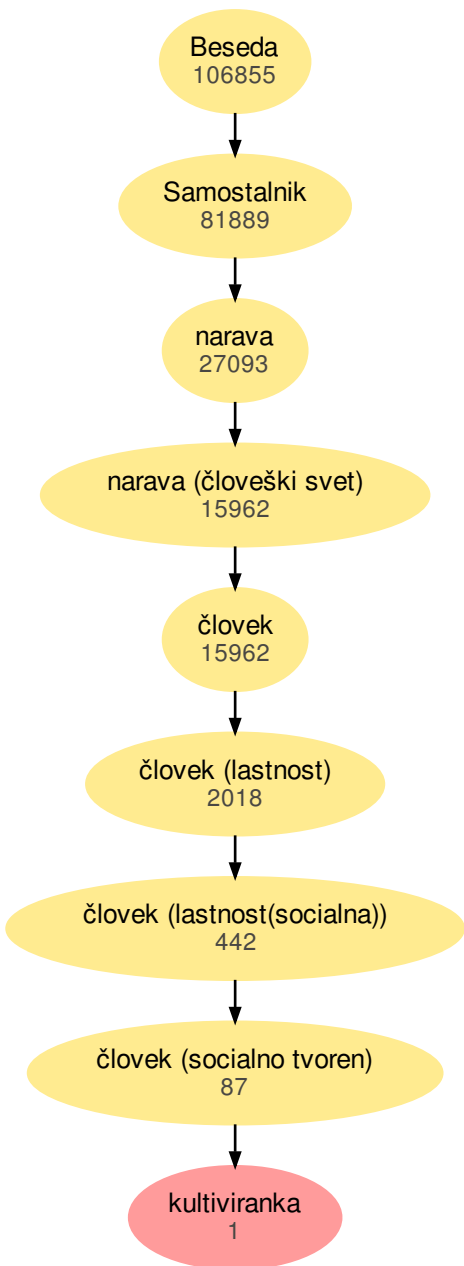 Beseda
106855
Samostalnik
81889
narava
27093
narava (človeški svet)
15962
človek
15962
človek (lastnost)
2018
človek (lastnost(socialna))
442
človek (socialno tvoren)
87
kultiviranka
1